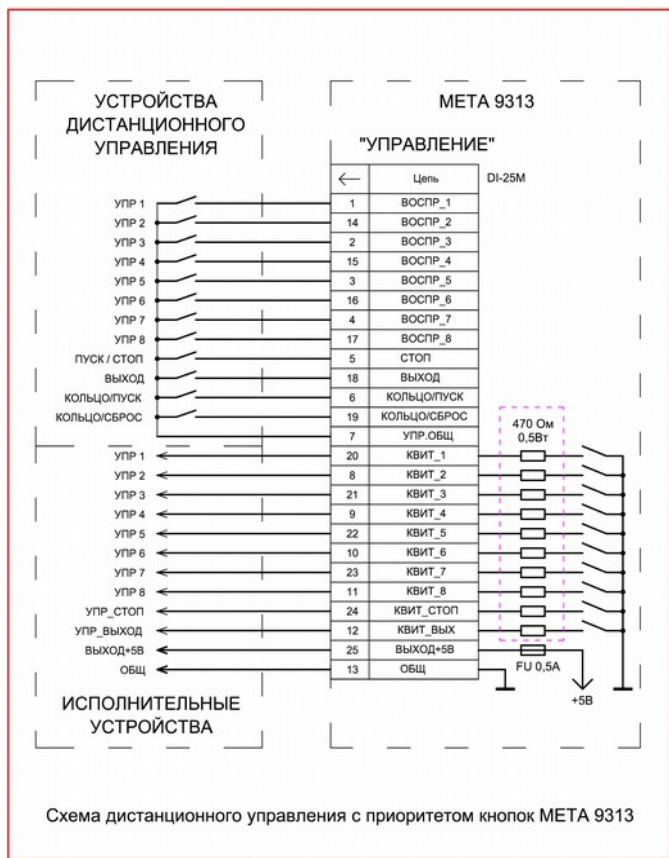 УСТРОЙСТВА
ДИСТАНЦИОННОГО
УПРАВЛЕНИЯ
МЕТА 9313
"УПРАВЛЕНИЕ"
Цепь DI-25M
УПР 1 1 ВОСПР_1
УПР 2 14 ВОСПР_2
УПР 3 2 ВОСПР_3
УПР 4 15 ВОСПР_4
УПР 5 3 ВОСПР_5
УПР 6 16 ВОСПР_6
УПР 7 4 ВОСПР_7
УПР 8 17 ВОСПР_8
ПУСК / СТОП 5 СТОП
ВЫХОД 18 ВЫХОД
КОЛЬЦО/ПУСК 6 КОЛЬЦО/ПУСК
КОЛЬЦО/СБРОС 19 КОЛЬЦО/СБРОС
470 Ом
0,5Вт
7 УПР.ОБЩ
УПР 1 20 КВИТ_1
УПР 2 8 КВИТ_2
УПР 3 21 КВИТ_3
УПР 4 9 КВИТ_4
УПР 5 22 КВИТ_5
УПР 6 10 КВИТ_6
УПР 7 23 КВИТ_7
УПР 8 11 КВИТ_8
УПР_СТОП 24 КВИТ_СТОП
УПР_ВЫХОД 12 КВИТ_ВЫХ
ВЫХОД+5В 25 ВЫХОД+5В
ОБЩ 13 ОБЩ
FU 0,5А
+5В
ИСПОЛНИТЕЛЬНЫЕ
УСТРОЙСТВА
Схема дистанционного управления с приоритетом кнопок МЕТА 9313